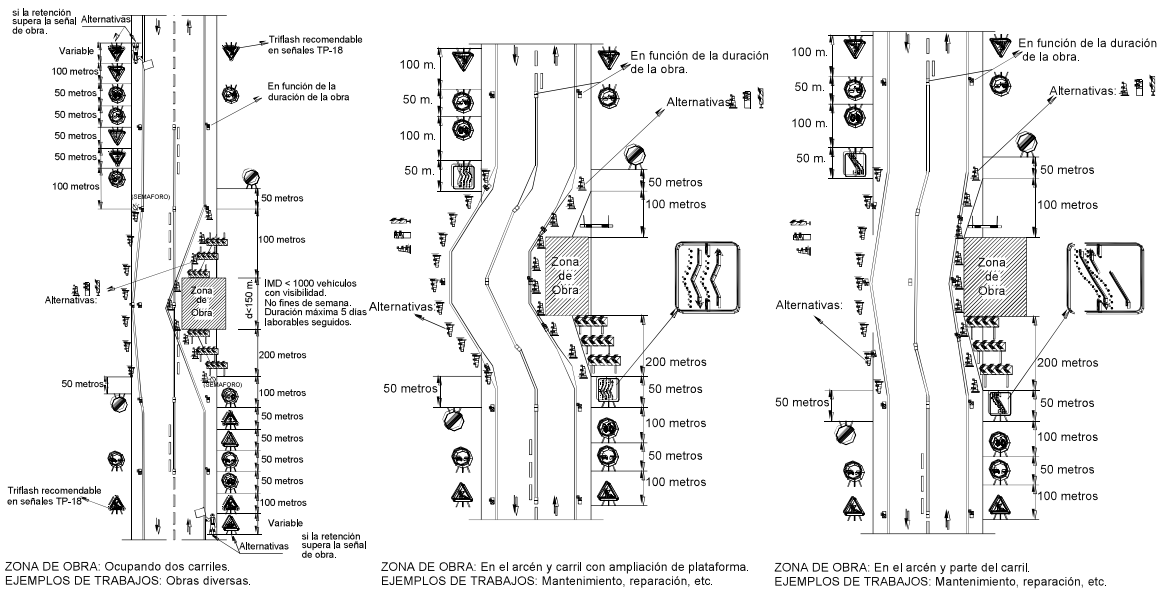 si la retención
supera la señal
de obra.
Alternativas
Variable
100 metros
50 metros
50 metros
50 metros
50 metros
100 metros
(SEMAFORO)
Triflash recomendable
en señales TP-18
En función de la
duración de la obra
50 metros
100 metros
Alternativas:
Zona
de
Obra
d<150 m.
IMD < 1000 vehículos
con visibilidad.
No fines de semana.
Duración máxima 5 días
laborables seguidos.
200 metros
(SEMAFORO)
50 metros
100 metros
50 metros
50 metros
50 metros
50 metros
100 metros
Variable
Triflash recomendable
en señales TP-18
Alternativas
si la retención
supera la señal
de obra.
ZONA DE OBRA: Ocupando dos carriles.
EJEMPLOS DE TRABAJOS: Obras diversas.
100 m.
50 m.
100 m.
50 m.
En función de la duración
de la obra.
Alternativas:
50 metros
100 metros
Zona
de
Obra
Alternativas:
200 metros
50 metros
50 metros
100 metros
50 metros
100 metros
ZONA DE OBRA: En el arcén y carril con ampliación de plataforma.
EJEMPLOS DE TRABAJOS: Mantenimiento, reparación, etc.
100 m.
50 m.
100 m.
50 m.
En función de la duración
de la obra.
Alternativas:
50 metros
100 metros
Zona
de
Obra
Alternativas:
200 metros
50 metros
50 metros
100 metros
50 metros
100 metros
ZONA DE OBRA: En el arcén y parte del carril.
EJEMPLOS DE TRABAJOS: Mantenimiento, reparación, etc.